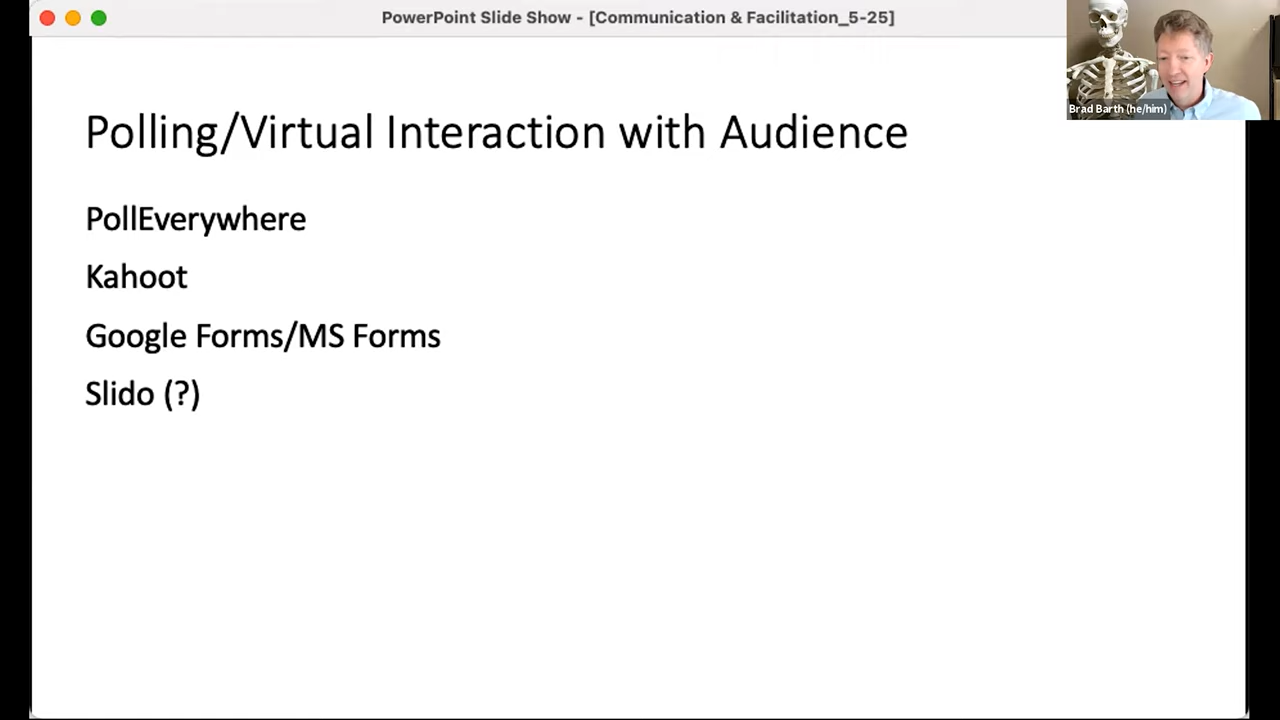 PowerPoint Slide Show - [Communication & Facilitation_5-25]
Brad Barth (he/him)
Polling/Virtual Interaction with Audience
PollEverywhere
Kahoot
Google Forms/MS Forms
Slido (?)